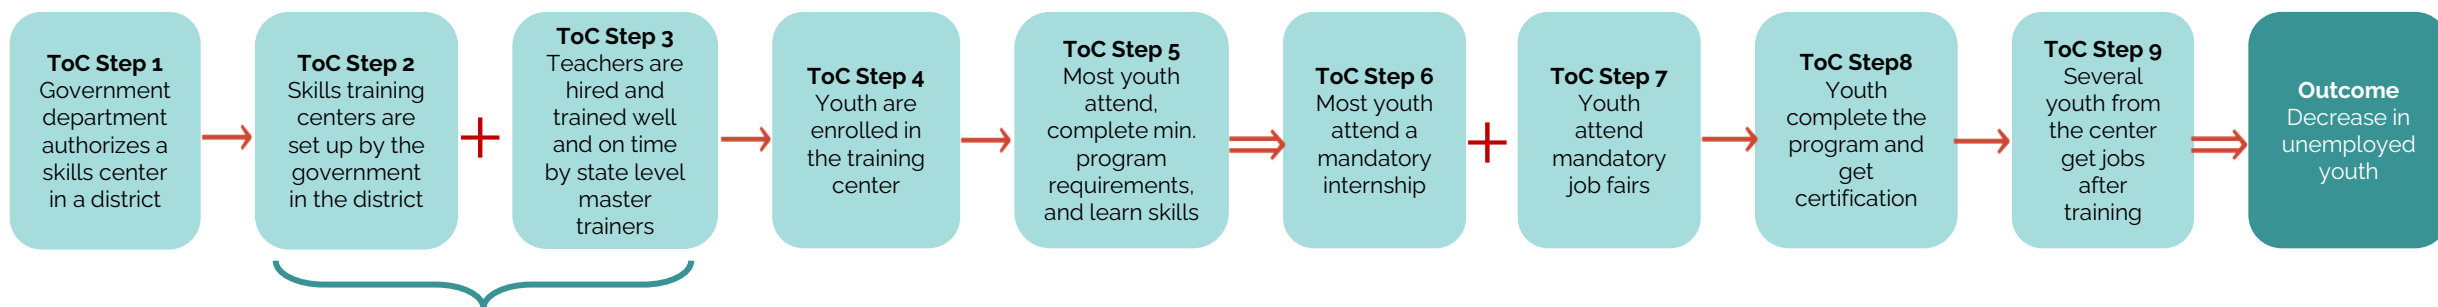 ToC Step 1
Government
department
authorizes a
skills center
in a district
ToC Step 2
Skills training
centers are
set up by the
government
in the district
ToC Step 3
Teachers are
hired and
trained well
and on time
by state level
master
trainers
ToC Step 4
Youth are
enrolled in
the training
center
ToC Step 5
Most youth
attend,
complete min.
program
requirements,
and learn skills
ToC Step 6
Most youth
attend a
mandatory
internship
ToC Step 7
Youth
attend
mandatory
job fairs
ToC Step8
Youth
complete the
program and
get
certification
ToC Step 9
Several
youth from
the center
get jobs
after
training
Outcome
Decrease in
unemployed
youth